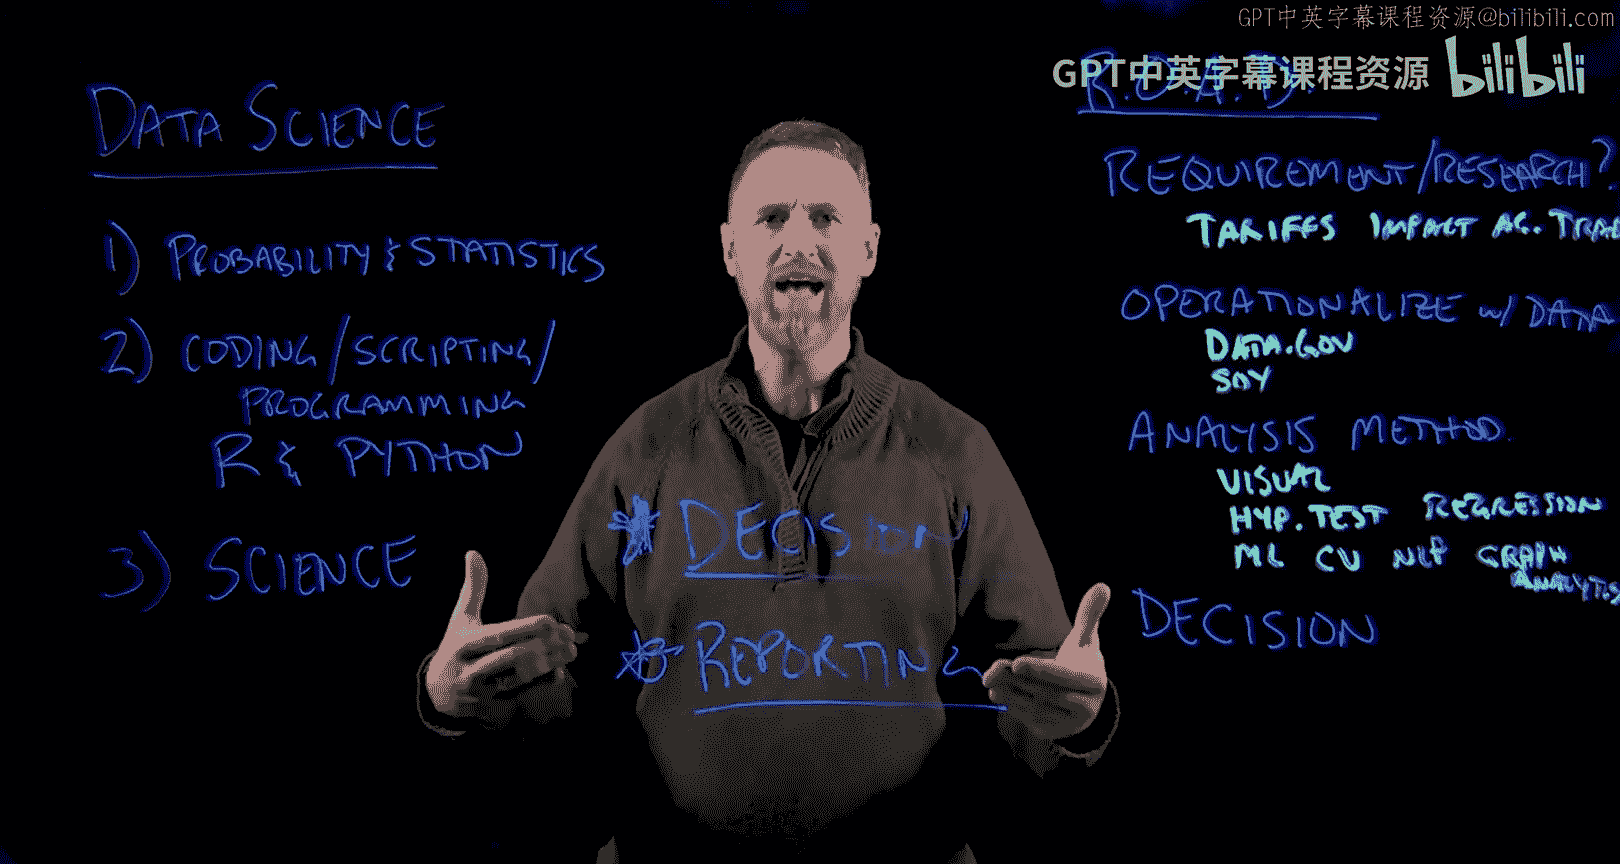 GPT中英字幕课程资源@bilibili.com
GPT中英字幕课程资源 bilibili
DATA SCIENCE
1) PROBABILITY & STATISTICS
2) CODING/SCRIPTING/
PROGRAMMING
R & PYTHON
3) SCIENCE
* DECISION
* REPORTING
R.O.A.D.
REQUIREMENT/RESEARCH?
TARIFFS IMPACT AG.
OPERATIONALIZE W/ DATA
DATA.GOV
SOY
ANALYSIS METHOD.
VISUAL
HYP. TEST REGRESSION
ML CV NLP GRAPH
ANALYTICS
DECISION